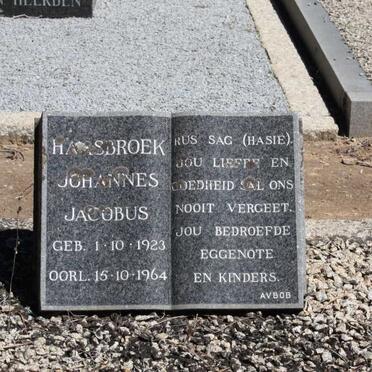 HEERDEN
HAASBROEK
JOHANNES
JACOBUS
GEB. 1·10·1923
OORL. 15·10·1964
RUS SAG (HASIE).
JOU LIEFDE EN
GOEDHEID SAL ONS
NOOIT VERGEET.
JOU BEDROEFDE
EGGENOTE
EN KINDERS.
AVBOB